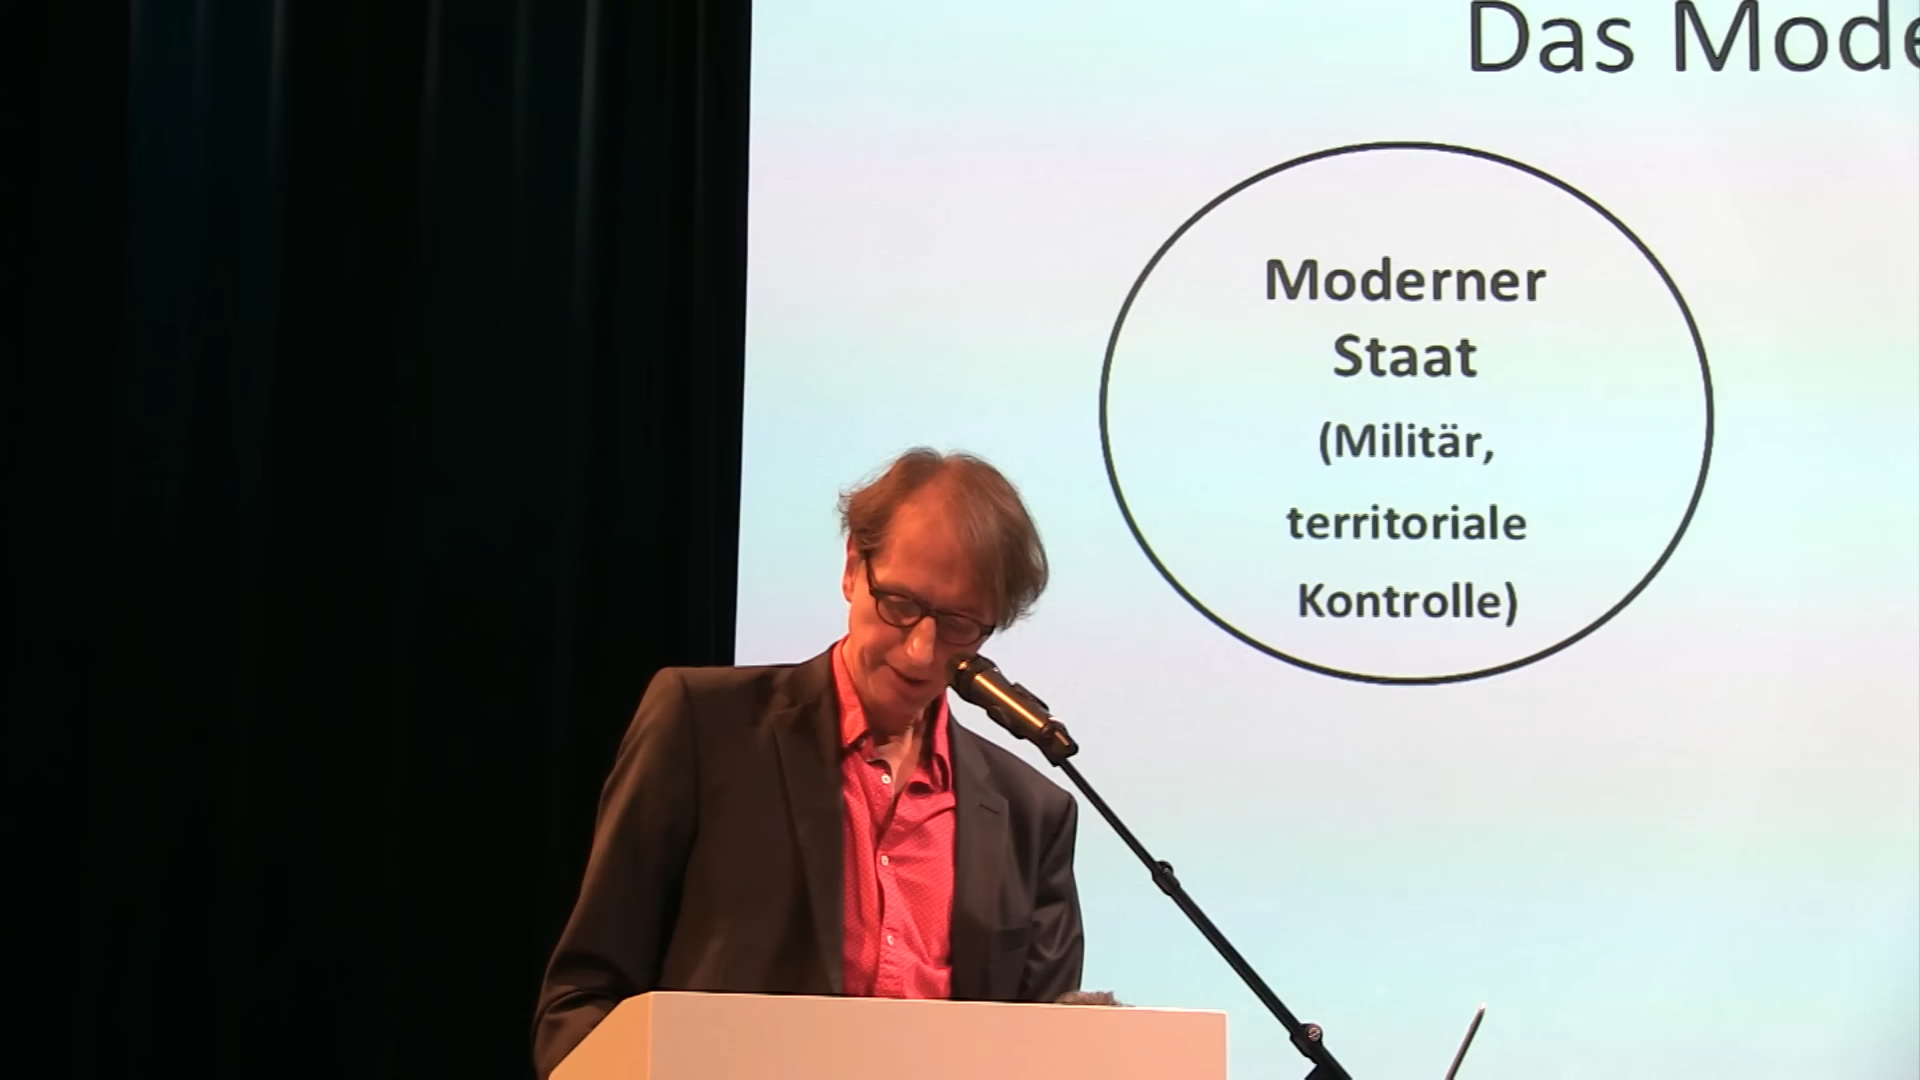 Das Mode
Moderner
Staat
(Militär,
territoriale
Kontrolle)